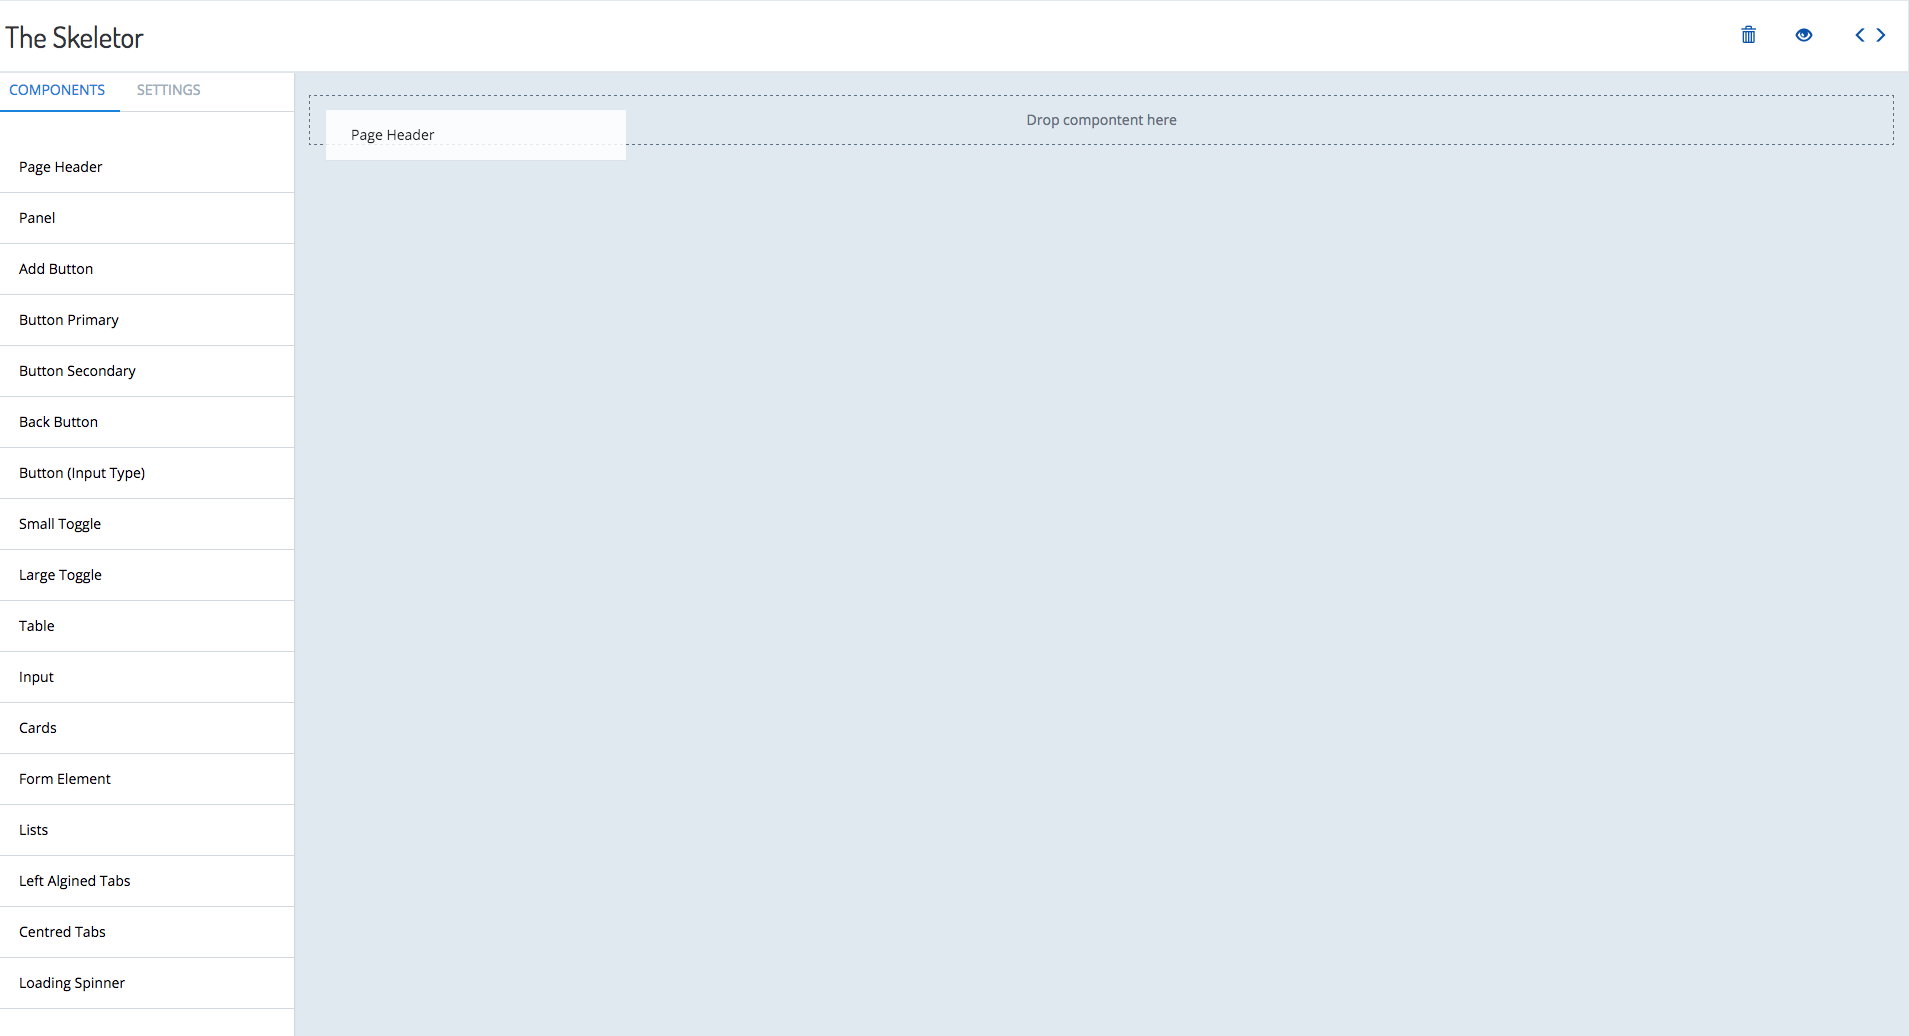 The Skeletor
COMPONENTS SETTINGS
Drop compontent here
Page Header
Page Header
Panel
Add Button
Button Primary
Button Secondary
Back Button
Button (Input Type)
Small Toggle
Large Toggle
Table
Input
Cards
Form Element
Lists
Left Algined Tabs
Centred Tabs
Loading Spinner